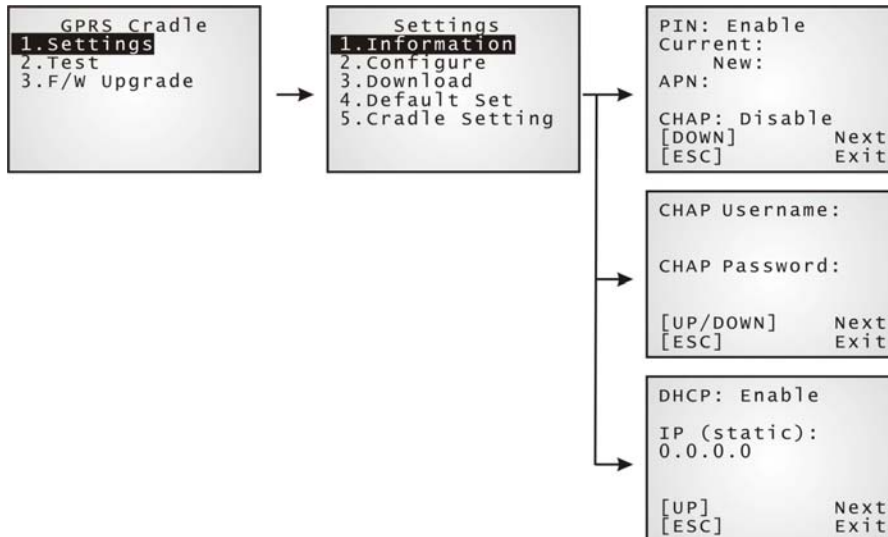 GPRS Cradle
1.Settings
2.Test
3.F/W Upgrade
Settings
1.Information
2.Configure
3.Download
4.Default Set
5.Cradle Setting
PIN: Enable
Current:
New:
APN:
CHAP: Disable
[DOWN] Next
[ESC] Exit
CHAP Username:
CHAP Password:
[UP/DOWN] Next
[ESC] Exit
DHCP: Enable
IP (static):
0.0.0.0
[UP] Next
[ESC] Exit